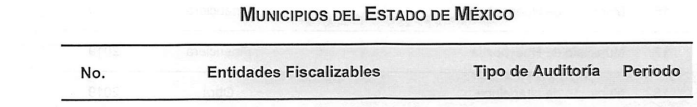 MUNICIPIOS DEL ESTADO DE MÉXICO
No. Entidades Fiscalizables Tipo de Auditoría Periodo